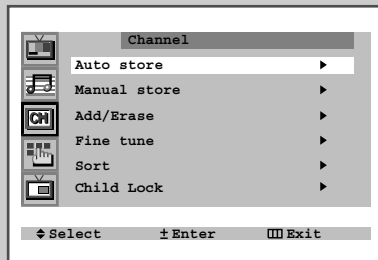 Channel
Auto store
Manual store
CH Add/Erase
Fine tune
Sort
Child Lock
Select ± Enter Exit